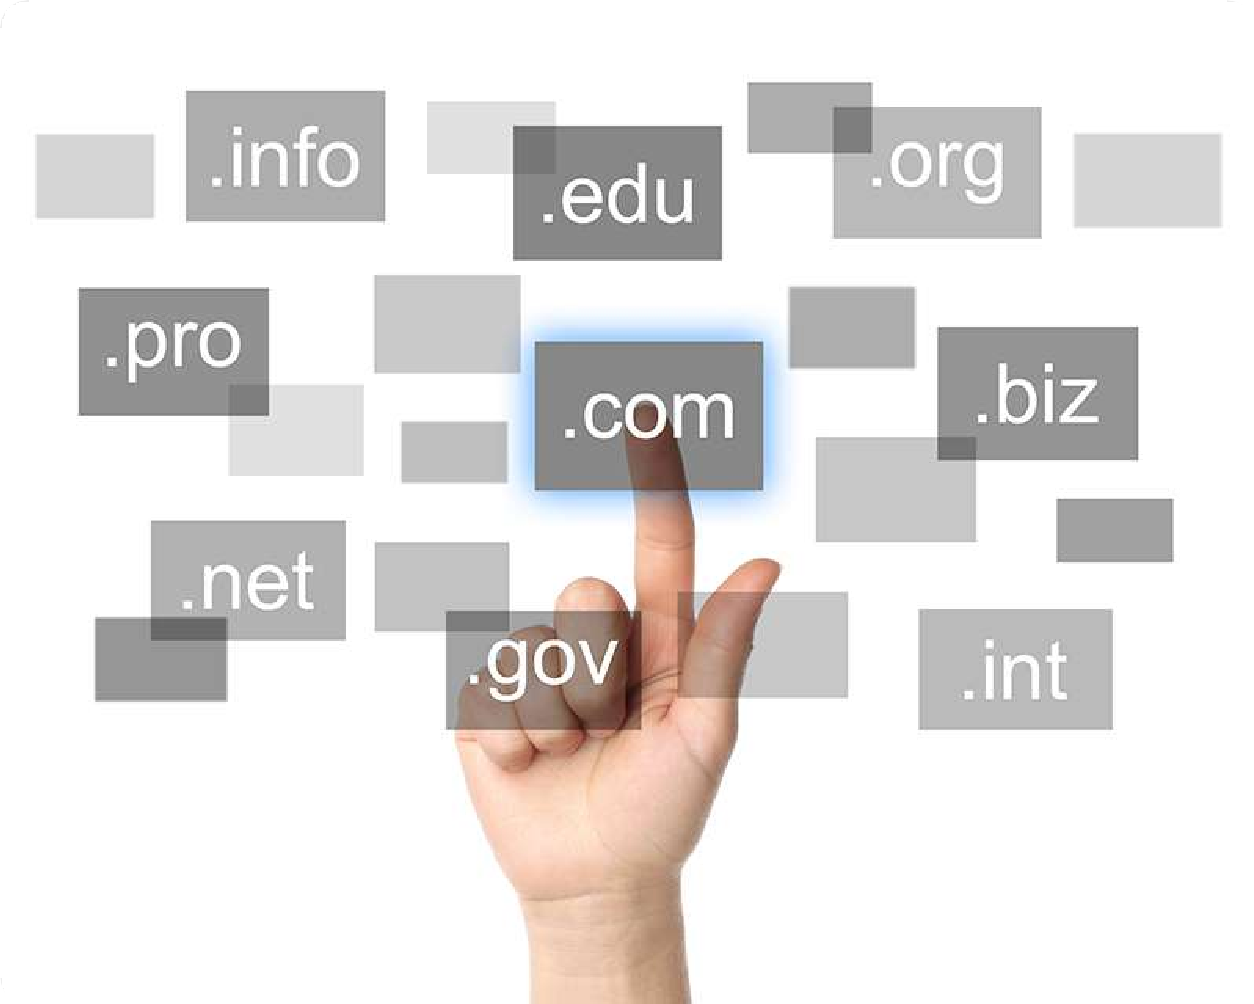 .info
.edu
.org
.pro
.com
.biz
.net
.gov
.int